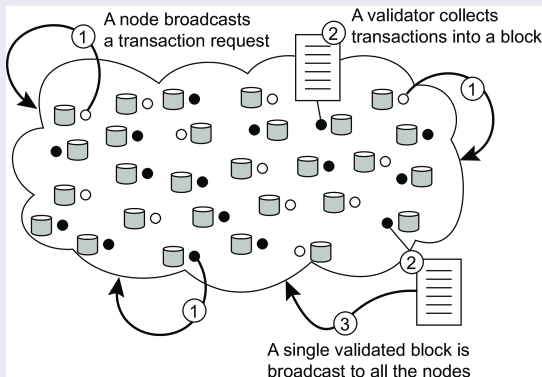 A node broadcasts
a transaction request
1
2
A validator collects
transactions into a block
1
1
2
3
A single validated block is
broadcast to all the nodes